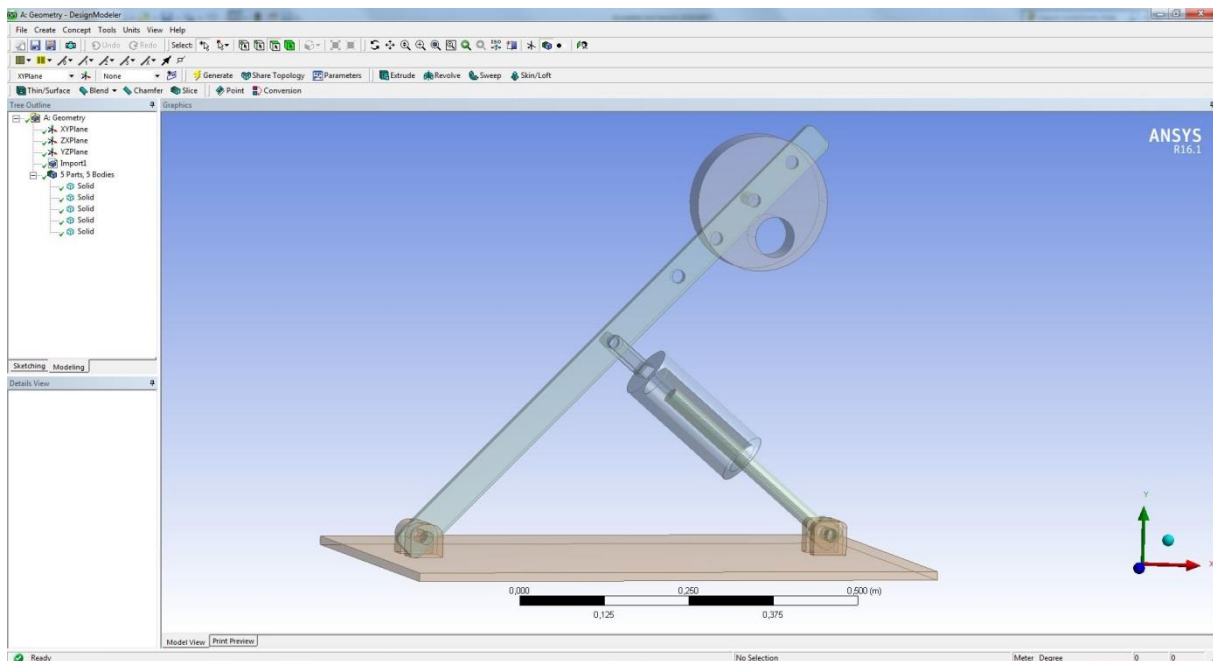 A: Geometry - DesignModeler
File Create Concept Tools Units View Help
Undo Redo Select:
XYPlane None Generate Share Topology Parameters Extrude Revolve Sweep Skin/Loft
Thin/Surface Blend Chamfer Slice Point Conversion
Tree Outline Graphics
A: Geometry
XYPlane
ZXPlane
YZPlane
Import1
5 Parts, 5 Bodies
Solid
Solid
Solid
Solid
Solid
ANSYS
R16.1
Sketching Modeling
Details View
Y
X
0,000 0,250 0,500 (m)
0,125 0,375
Model View Print Preview
Ready No Selection Meter Degree 0 0